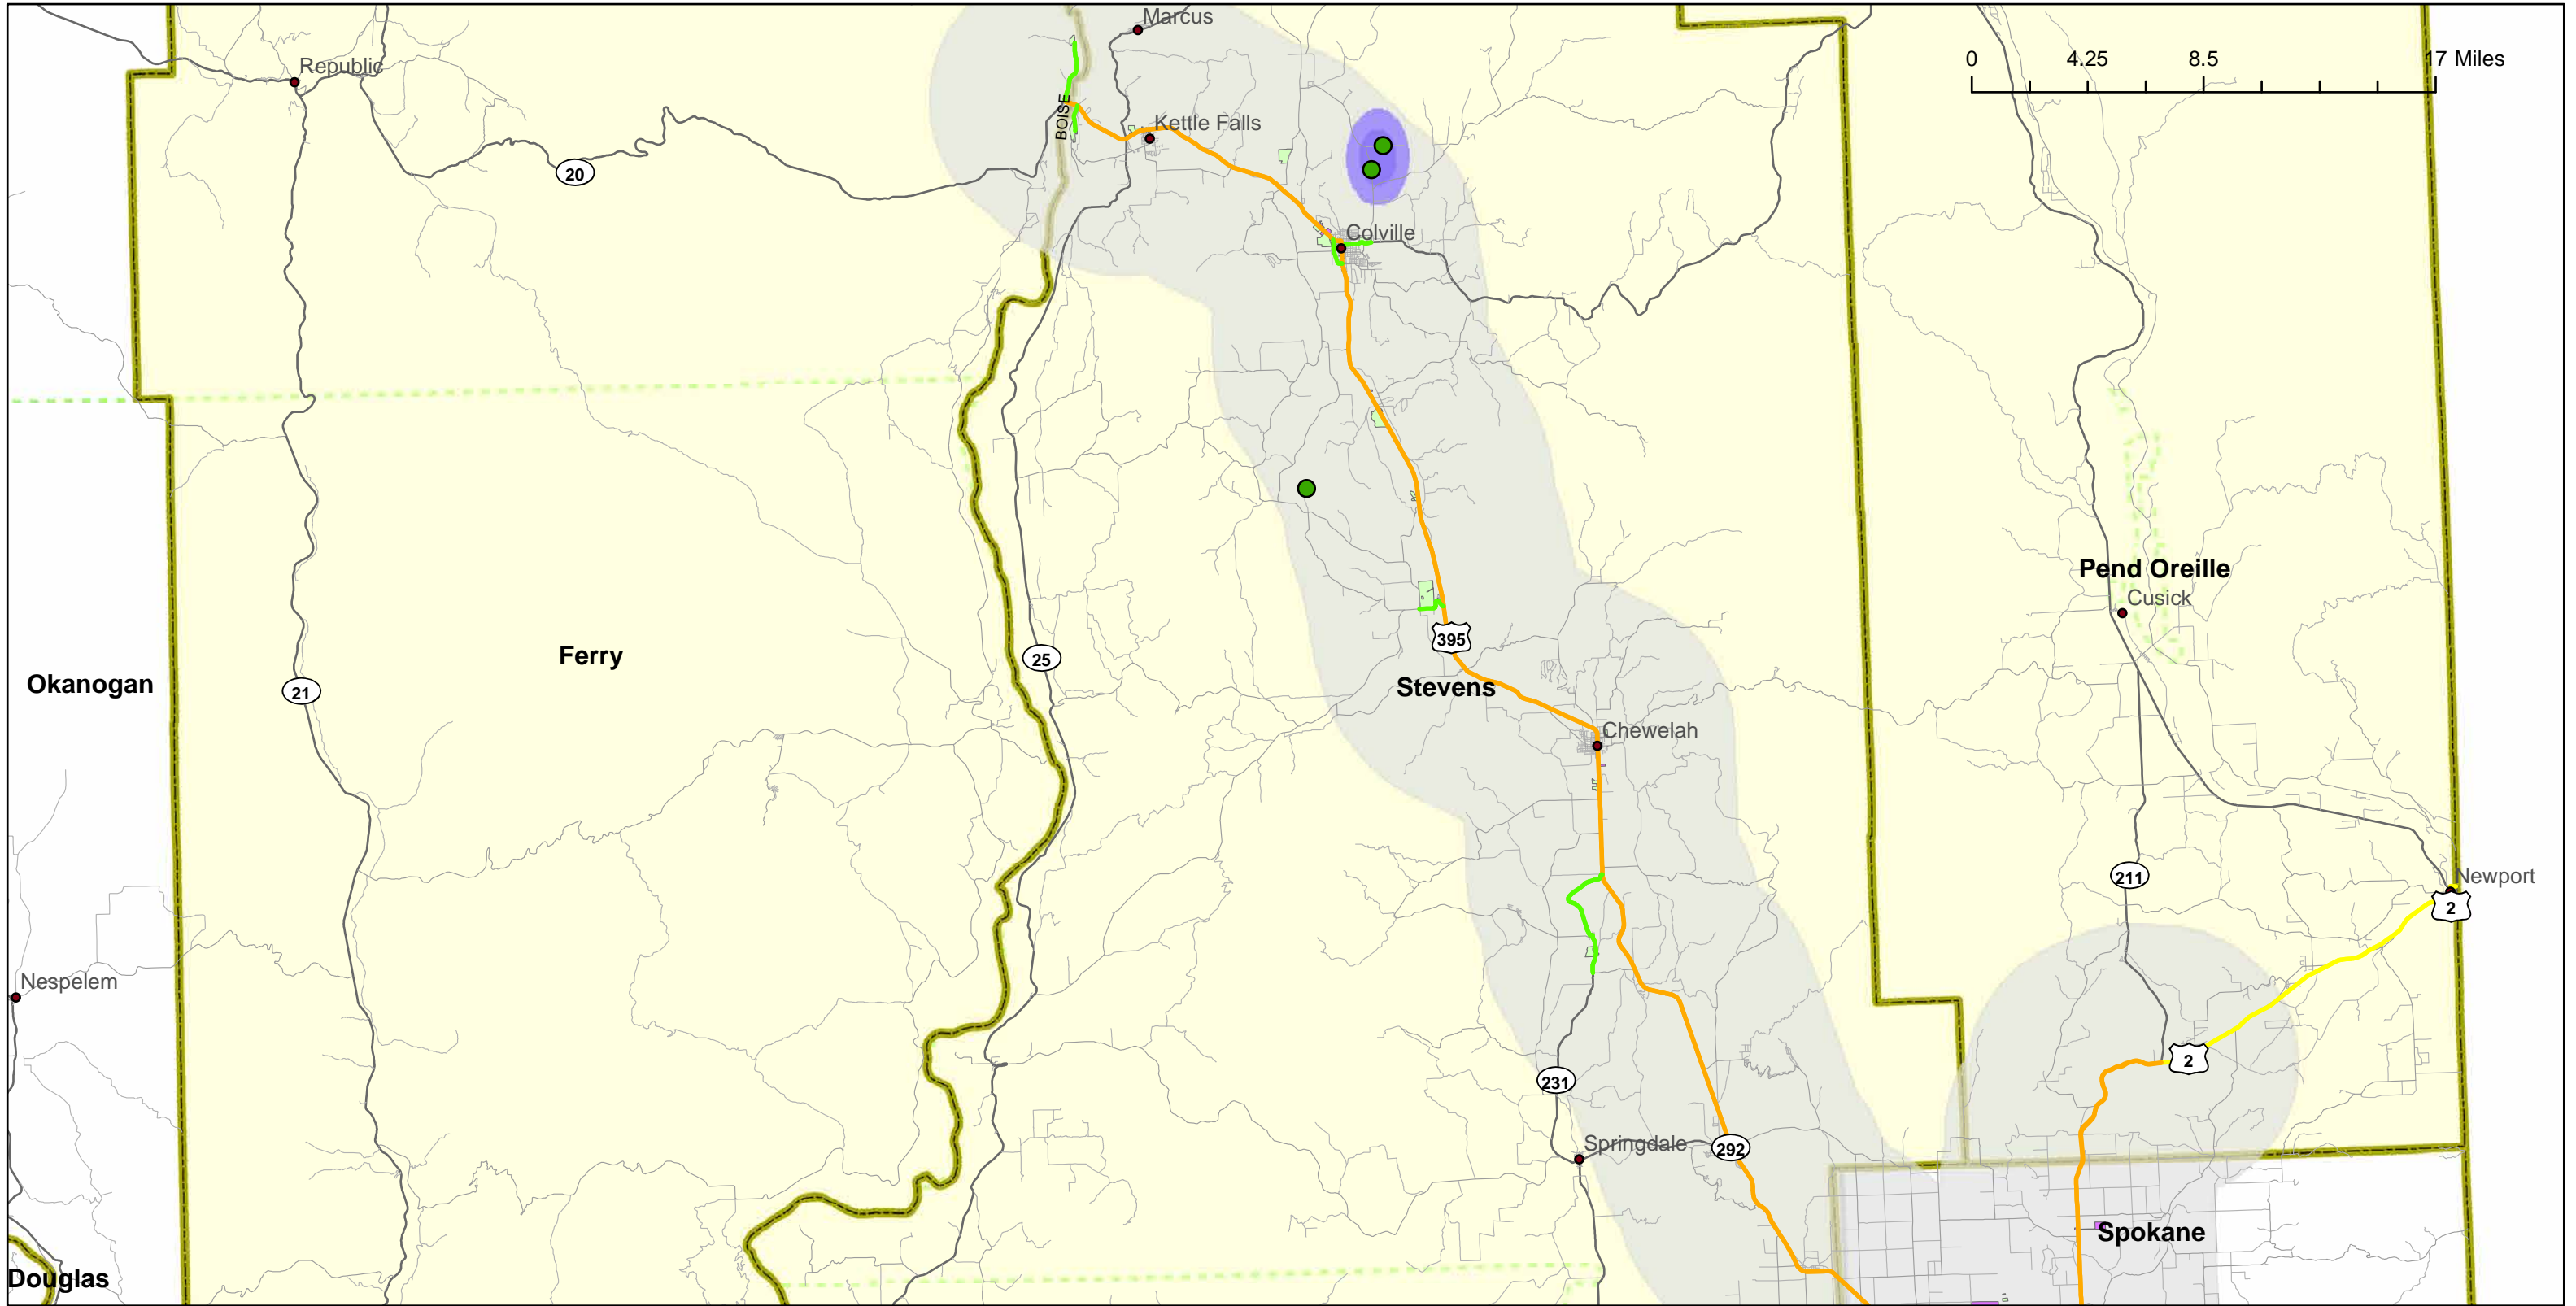 Marcus
Republic
0 4.25 8.5 17 Miles
BOISE
Kettle Falls
20
Colville
Pend Oreille
Cusick
395
Ferry
25
Okanogan
Stevens
21
Chewelah
211
Newport
2
Nespelem
2
231
Springdale
292
Spokane
Douglas